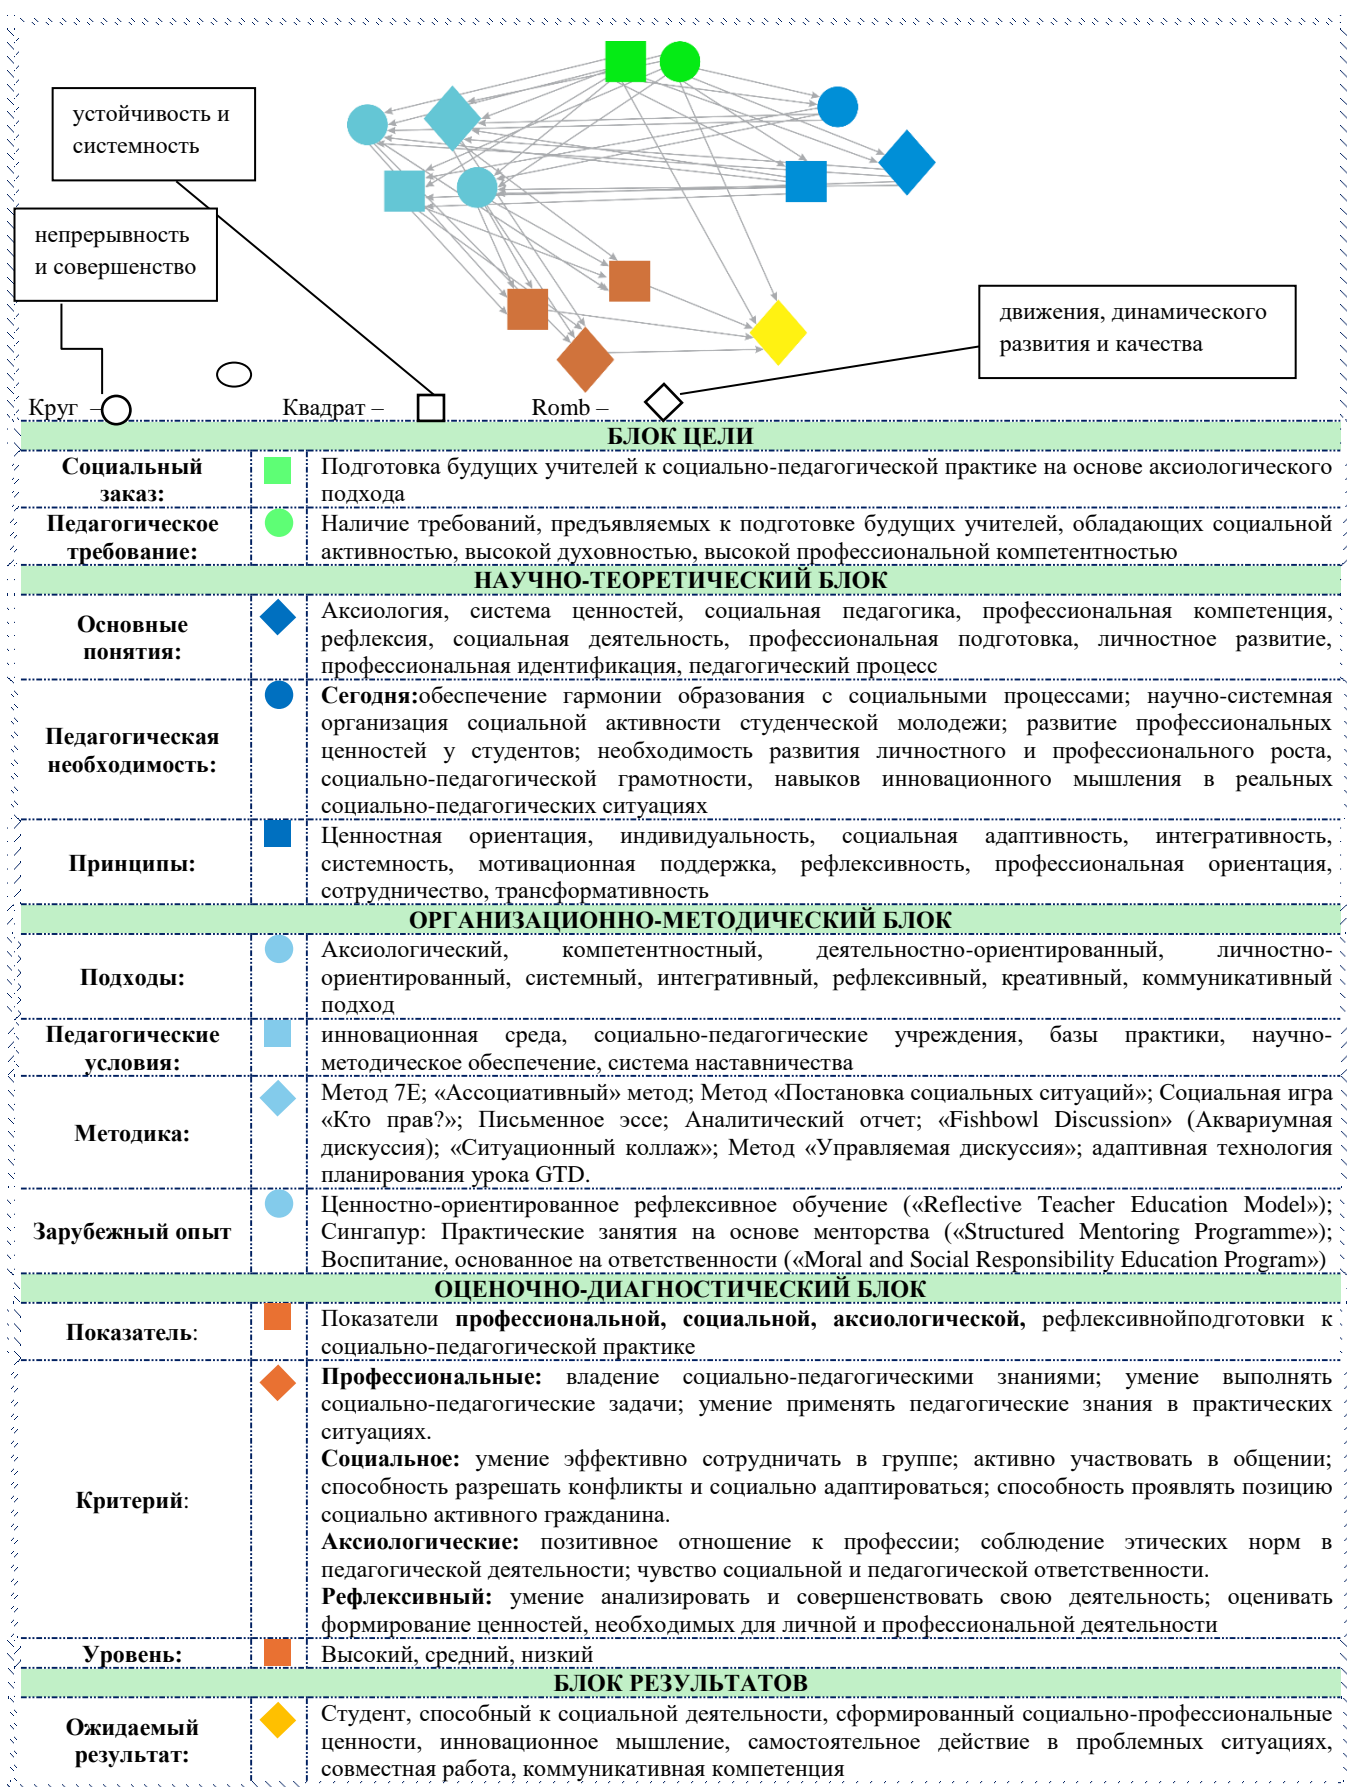 устойчивость и
системность
непрерывность
и совершенство
движения, динамического
развития и качества
Круг –
Квадрат –
Romb –
БЛОК ЦЕЛИ
Социальный
заказ:
Подготовка будущих учителей к социально-педагогической практике на основе аксиологического
подхода
Педагогическое
требование:
Наличие требований, предъявляемых к подготовке будущих учителей, обладающих социальной
активностью, высокой духовностью, высокой профессиональной компетентностью
НАУЧНО-ТЕОРЕТИЧЕСКИЙ БЛОК
Основные
понятия:
Аксиология, система ценностей, социальная педагогика, профессиональная компетенция,
рефлексия, социальная деятельность, профессиональная подготовка, личностное развитие,
профессиональная идентификация, педагогический процесс
Педагогическая
необходимость:
Сегодня:обеспечение гармонии образования с социальными процессами; научно-системная
организация социальной активности студенческой молодежи; развитие профессиональных
ценностей у студентов; необходимость развития личностного и профессионального роста,
социально-педагогической грамотности, навыков инновационного мышления в реальных
социально-педагогических ситуациях
Принципы:
Ценностная ориентация, индивидуальность, социальная адаптивность, интегративность,
системность, мотивационная поддержка, рефлексивность, профессиональная ориентация,
сотрудничество, трансформативность
ОРГАНИЗАЦИОННО-МЕТОДИЧЕСКИЙ БЛОК
Подходы:
Аксиологический, компетентностный, деятельностно-ориентированный, личностно-
ориентированный, системный, интегративный, рефлексивный, креативный, коммуникативный
подход
Педагогические
условия:
инновационная среда, социально-педагогические учреждения, базы практики, научно-
методическое обеспечение, система наставничества
Методика:
Метод 7E; «Ассоциативный» метод; Метод «Постановка социальных ситуаций»; Социальная игра
«Кто прав?»; Письменное эссе; Аналитический отчет; «Fishbowl Discussion» (Аквариумная
дискуссия); «Ситуационный коллаж»; Метод «Управляемая дискуссия»; адаптивная технология
планирования урока GTD.
Зарубежный опыт
Ценностно-ориентированное рефлексивное обучение («Reflective Teacher Education Model»);
Сингапур: Практические занятия на основе менторства («Structured Mentoring Programme»);
Воспитание, основанное на ответственности («Moral and Social Responsibility Education Program»)
ОЦЕНОЧНО-ДИАГНОСТИЧЕСКИЙ БЛОК
Показатель:
Показатели профессиональной, социальной, аксиологической, рефлексивнойподготовки к
социально-педагогической практике
Критерий:
Профессиональные: владение социально-педагогическими знаниями; умение выполнять
социально-педагогические задачи; умение применять педагогические знания в практических
ситуациях.
Социальное: умение эффективно сотрудничать в группе; активно участвовать в общении;
способность разрешать конфликты и социально адаптироваться; способность проявлять позицию
социально активного гражданина.
Аксиологические: позитивное отношение к профессии; соблюдение этических норм в
педагогической деятельности; чувство социальной и педагогической ответственности.
Рефлексивный: умение анализировать и совершенствовать свою деятельность; оценивать
формирование ценностей, необходимых для личной и профессиональной деятельности
Уровень:
Высокий, средний, низкий
БЛОК РЕЗУЛЬТАТОВ
Ожидаемый
результат:
Студент, способный к социальной деятельности, сформированный социально-профессиональные
ценности, инновационное мышление, самостоятельное действие в проблемных ситуациях,
совместная работа, коммуникативная компетенция